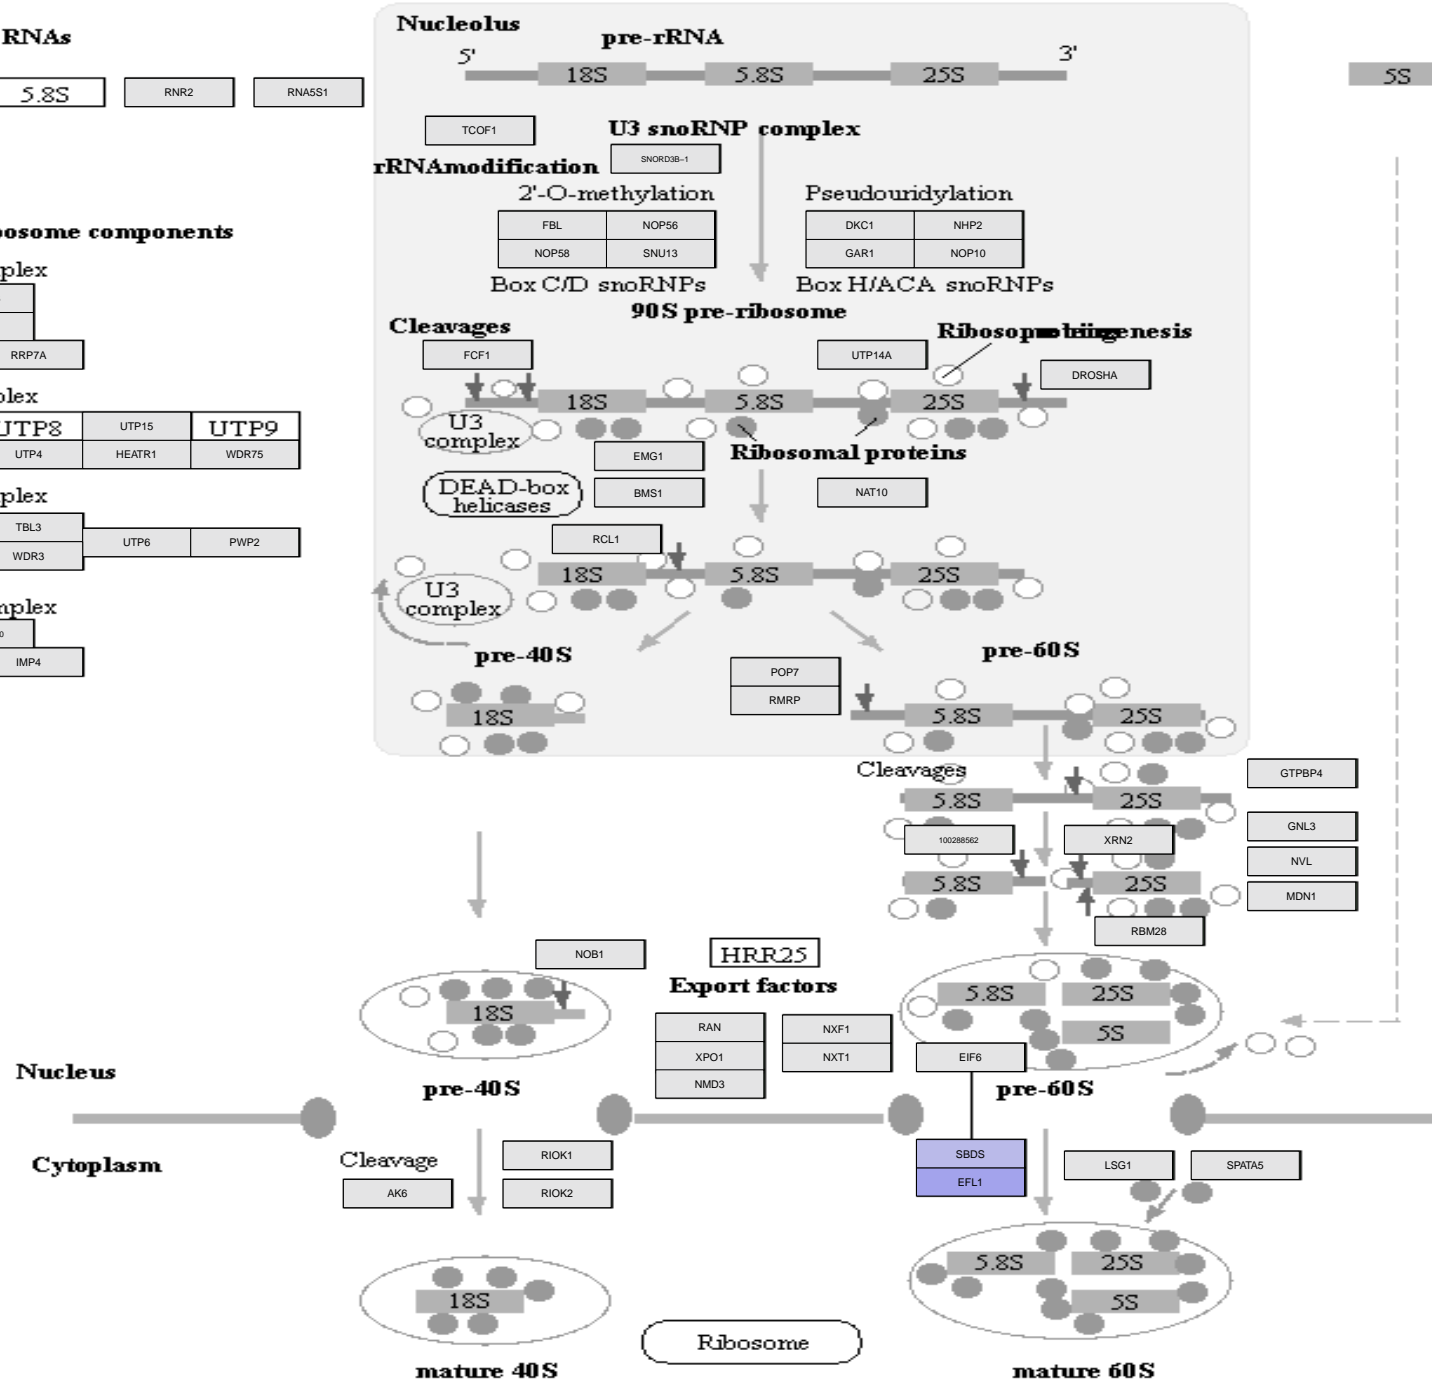 Nucleolus
RNAs
pre-rRNA
5'
18S
5.8S
25S
3'
5S
5.8S
RNR2
RNA5S1
TCOF1
U3 snoRNP complex
rRNAmodification
SNORD3B-1
2'-O-methylation
Pseudouridylation
FBL
NOP56
DKC1
NHP2
NOP58
SNU13
GAR1
NOP10
Box C/D snoRNPs
Box H/ACA snoRNPs
osome components
plex
90S pre-ribosome
Cleavages
FCF1
UTP14A
DROSHA
RRP7A
18S
5.8S
25S
U3
complex
Ribosomal proteins
plex
UTP8
UTP15
UTP9
UTP4
HEATR1
WDR75
EMG1
DEAD-box
helicases
BMS1
NAT10
plex
TBL3
WDR3
UTP6
PWP2
RCL1
18S
5.8S
25S
U3
complex
mplex
IMP4
pre-40S
pre-60S
POP7
RMRP
18S
5.8S
25S
Cleavages
GTPBP4
5.8S
25S
GNL3
100288562
XRN2
NVL
5.8S
25S
MDN1
RBM28
NOB1
HRR25
Export factors
18S
5.8S
25S
5S
RAN
NXF1
XPO1
NXT1
NMD3
EIF6
Nucleus
pre-40S
pre-60S
Cytoplasm
Cleavage
RIOK1
AK6
RIOK2
SBDS
EFL1
LSG1
SPATA5
18S
5.8S
25S
5S
Ribosome
mature 40S
mature 60S